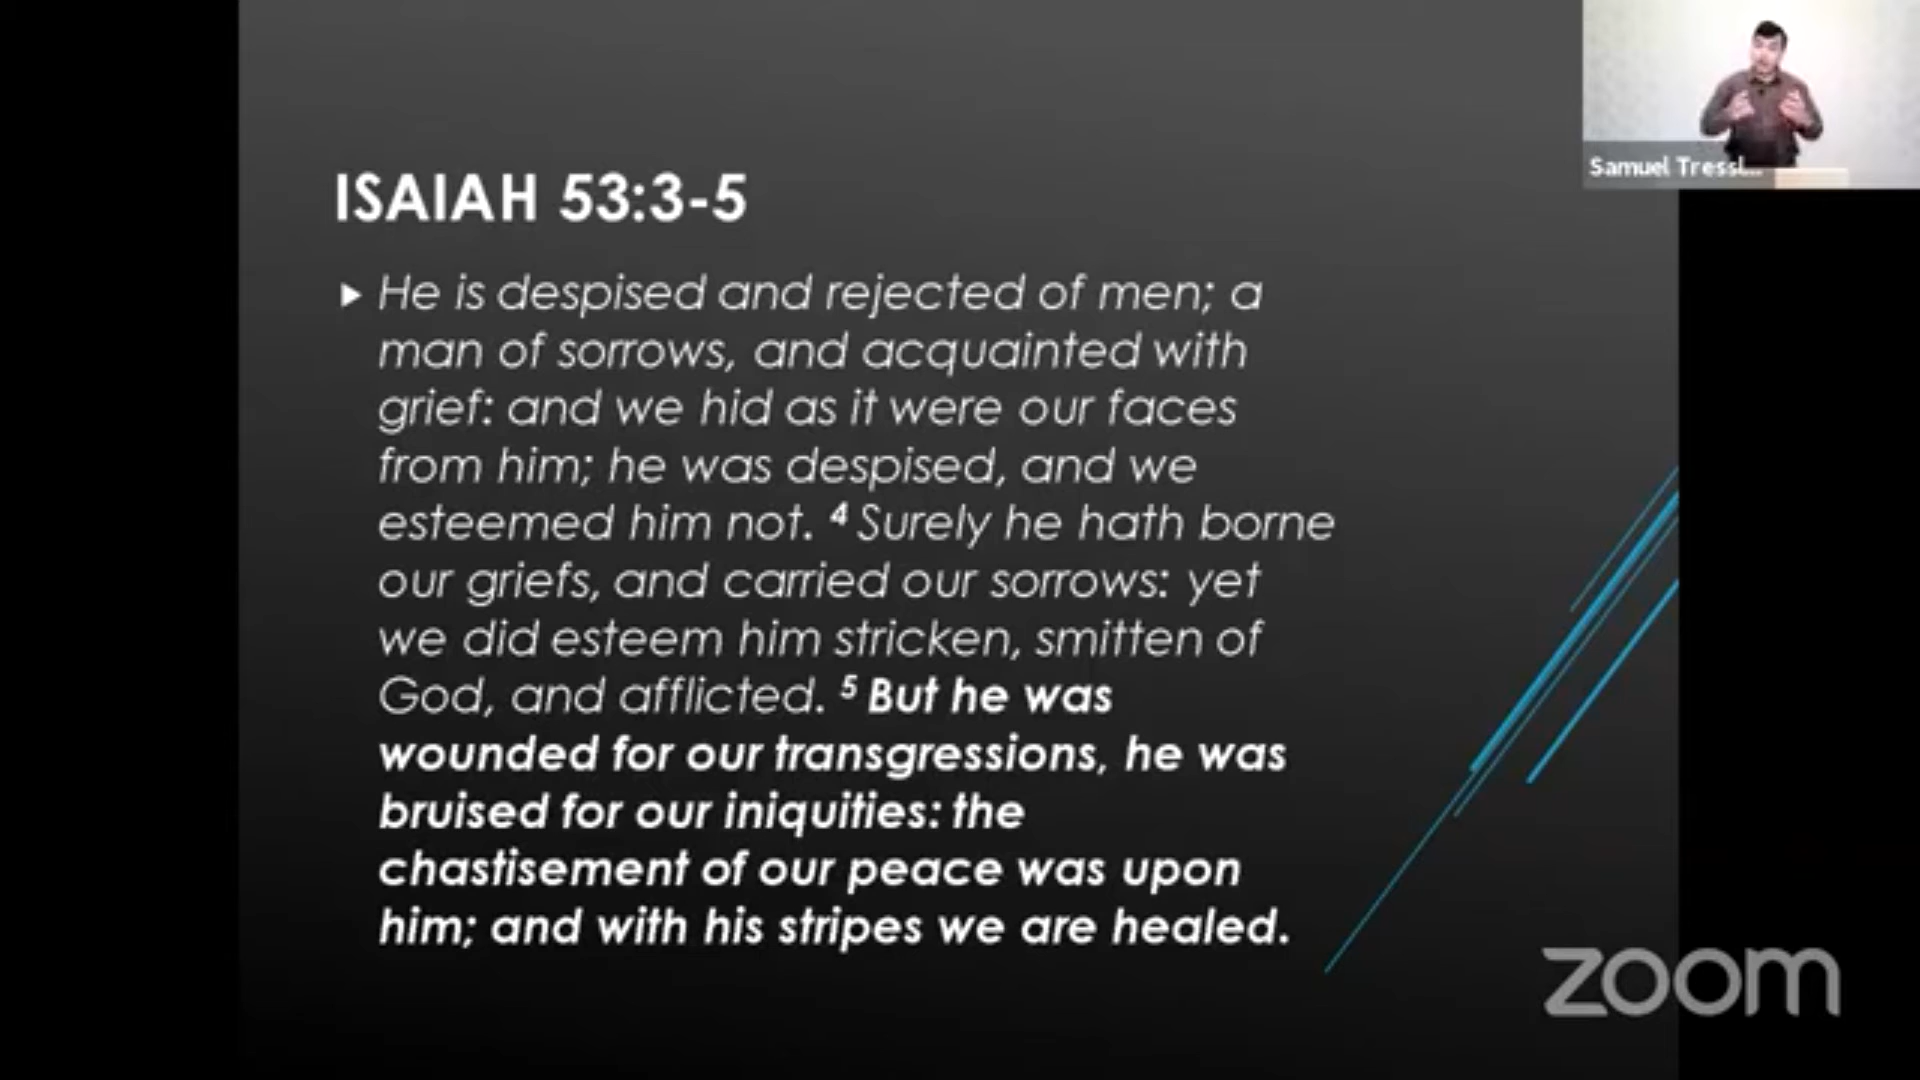 Samuel Tressl...
ISAIAH 53:3-5
He is despised and rejected of men; a
man of sorrows, and acquainted with
grief: and we hid as it were our faces
from him; he was despised, and we
esteemed him not. ⁴ Surely he hath borne
our griefs, and carried our sorrows: yet
we did esteem him stricken, smitten of
God, and afflicted. ⁵ But he was
wounded for our transgressions, he was
bruised for our iniquities: the
chastisement of our peace was upon
him; and with his stripes we are healed.
zoom